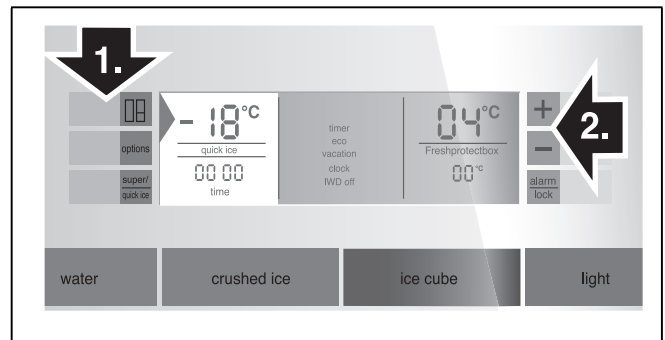 1.
- 18°C
quick ice
00 00
time
timer
eco
vacation
clock
IWD off
04°C
Freshprotectbox
00°C
options
super/
quick ice
+
-
2.
alarm
lock
water
crushed ice
ice cube
light